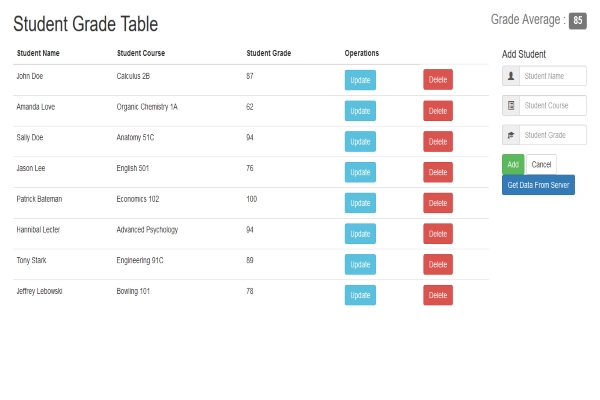 Student Grade Table
Grade Average : 85
Student Name Student Course Student Grade Operations
John Doe Calculus 2B 87 Update Delete
Amanda Love Organic Chemistry 1A 62 Update Delete
Sally Doe Anatomy 51C 94 Update Delete
Jason Lee English 501 76 Update Delete
Patrick Bateman Economics 102 100 Update Delete
Hannibal Lecter Advanced Psychology 94 Update Delete
Tony Stark Engineering 91C 89 Update Delete
Jeffrey Lebowski Bowling 101 78 Update Delete
Add Student
Student Name
Student Course
Student Grade
Add Cancel
Get Data From Server